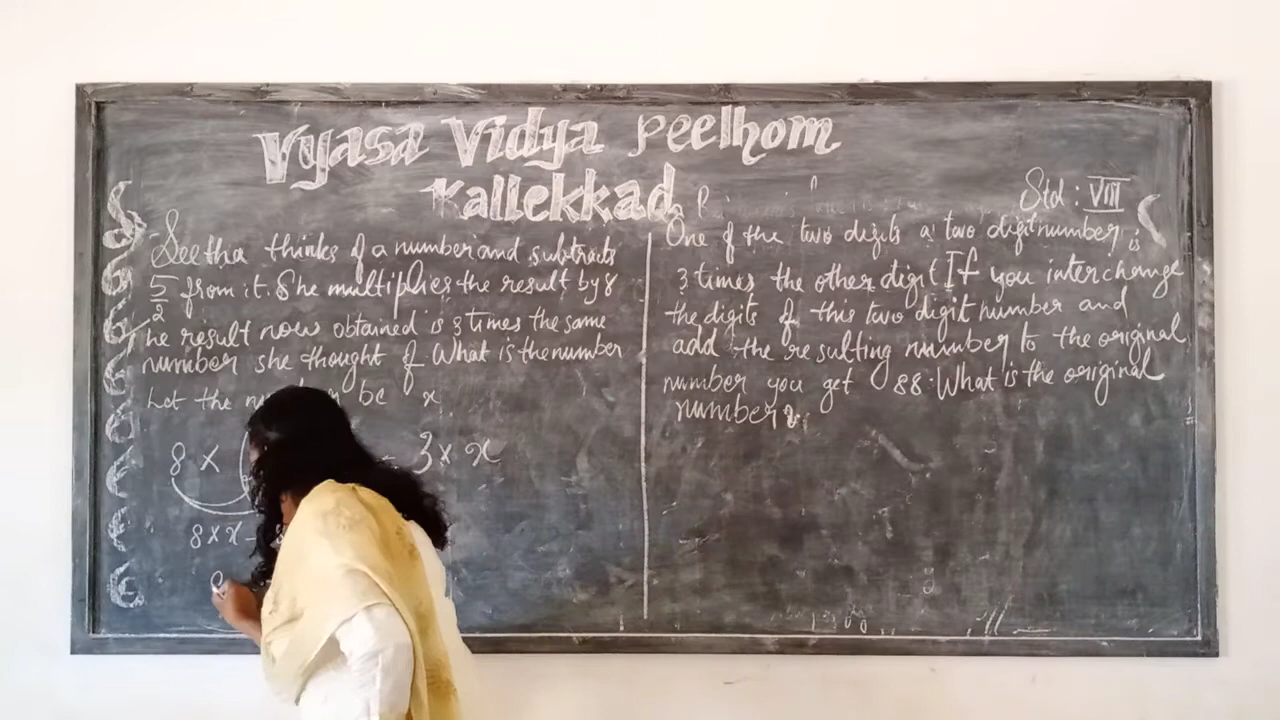 Vyasa Vidya Peethom
Kallekkad
Std : VIII
Seetha thinks of a number and subtracts
5/2 from it. She multiplies the result by 8
The result now obtained is 3 times the same
number she thought of What is the number
Let the be x
8 × 3 × x
8 × x -
One of the two digits a two digit number is
3 times the other digit If you interchange
the digits of this two digit number and
add the resulting number to the original
number you get 88. What is the original
number?